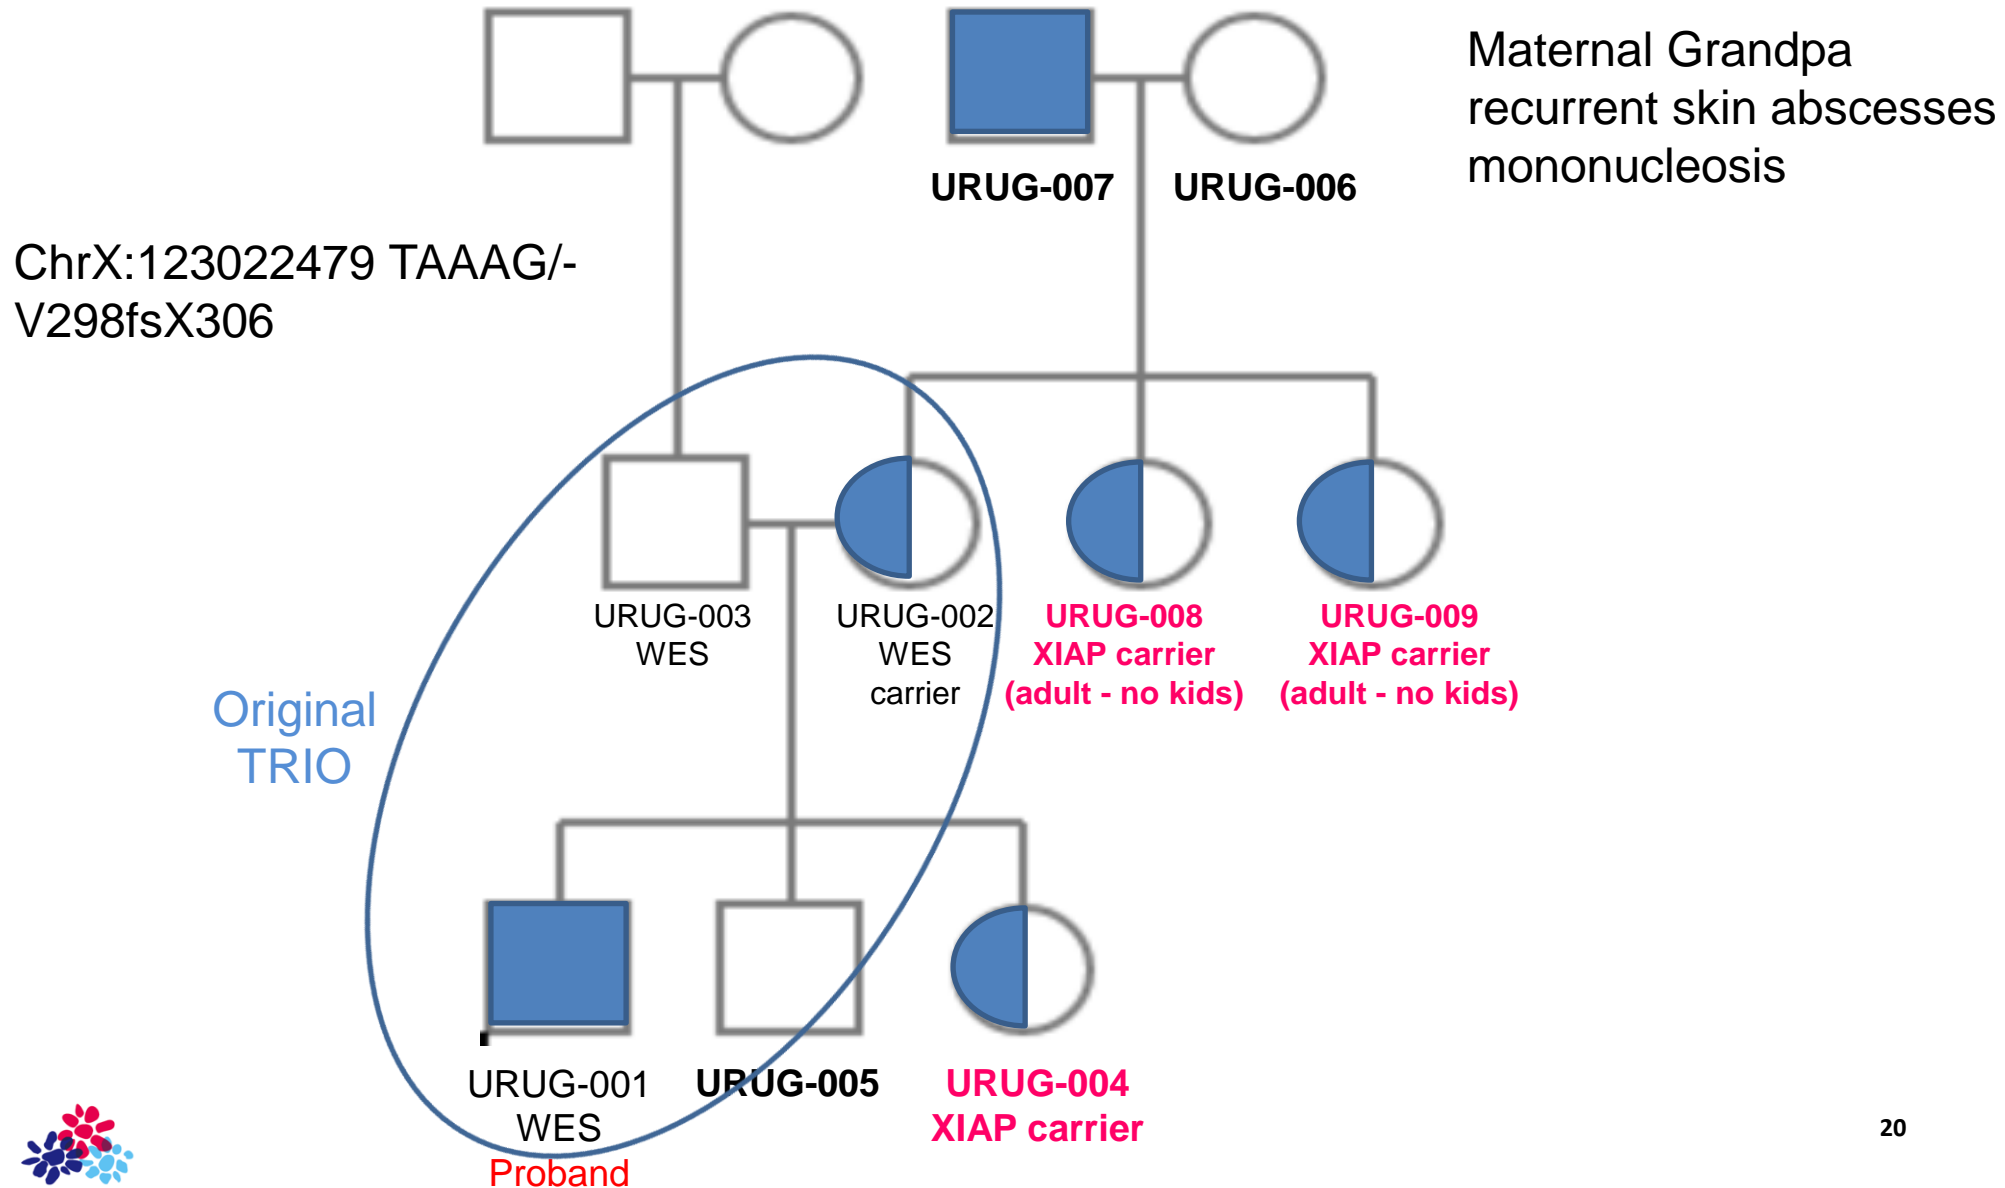 Maternal Grandpa
recurrent skin abscesses
mononucleosis
URUG-007
URUG-006
ChrX:123022479 TAAAG/-
V298fsX306
URUG-003
WES
URUG-002
WES
carrier
URUG-008
XIAP carrier
(adult - no kids)
URUG-009
XIAP carrier
(adult - no kids)
Original
TRIO
URUG-001
WES
Proband
URUG-005
URUG-004
XIAP carrier
20